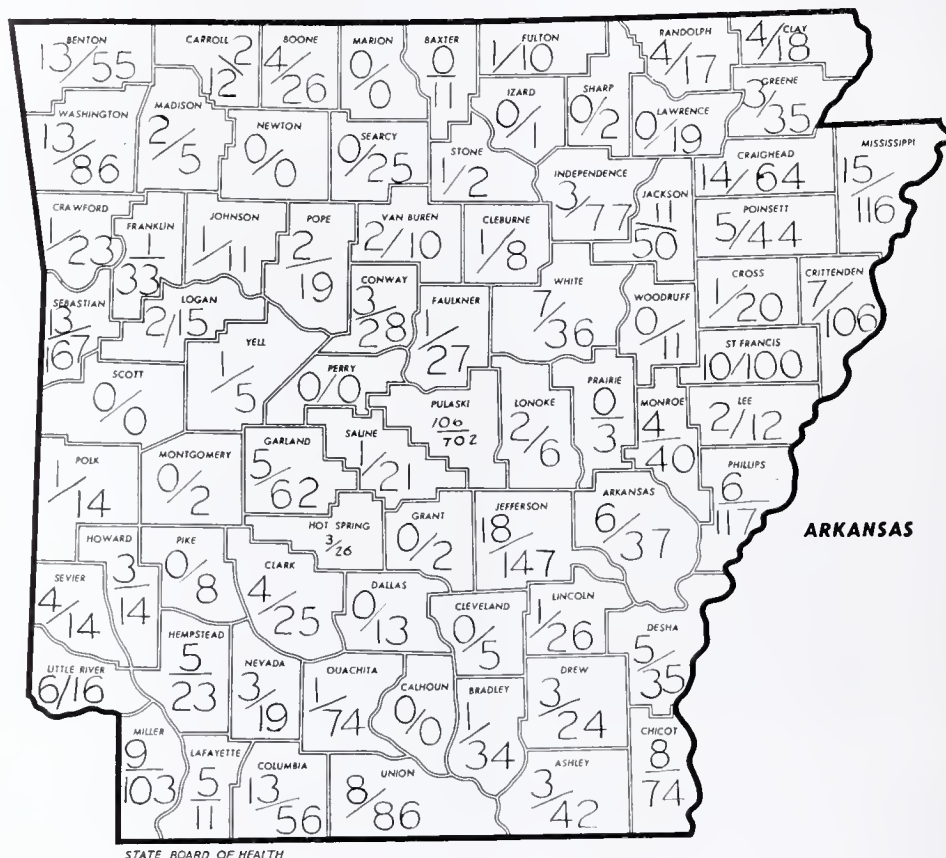 BENTON
13/55
CARROLL
2
12
BOONE
4/26
MARION
0/0
BAXTER
0/11
FULTON
1/10
RANDOLPH
4/17
CLAY
4/18
WASHINGTON
13/86
MADISON
2/5
NEWTON
0/0
SEARCY
0/25
STONE
1/2
IZARD
0/1
SHARP
0/2
LAWRENCE
0/19
GREENE
3/35
INDEPENDENCE
3/77
JACKSON
11/50
CRAIGHEAD
14/64
MISSISSIPPI
15/116
CRAWFORD
1/23
FRANKLIN
1/33
JOHNSON
1/11
POPE
2/19
VAN BUREN
2/10
CLEBURNE
1/8
POINSETT
5/44
SEBASTIAN
13/167
LOGAN
2/15
CONWAY
3/28
FAULKNER
1/27
WHITE
7/36
WOODRUFF
0/11
CROSS
1/20
CRITTENDEN
7/106
SCOTT
0/0
YELL
1/5
PERRY
0/0
PULASKI
106/702
LONOKE
2/6
PRAIRIE
0/3
MONROE
4/40
ST FRANCIS
10/100
LEE
2/12
POLK
1/14
MONTGOMERY
0/2
GARLAND
5/62
SALINE
1/21
PHILLIPS
6/117
HOT SPRING
3/26
GRANT
0/2
JEFFERSON
18/147
ARKANSAS
6/37
ARKANSAS
HOWARD
3/14
PIKE
0/8
CLARK
4/25
DALLAS
0/13
CLEVELAND
0/5
LINCOLN
1/26
DESHA
5/35
SEVIER
4/14
LITTLE RIVER
6/16
HEMPSTEAD
5/23
NEVADA
3/19
OUACHITA
1/74
CALHOUN
0/0
BRADLEY
1/34
DREW
3/24
MILLER
9/103
LAFAYETTE
5/11
COLUMBIA
13/56
UNION
8/86
ASHLEY
3/42
CHICOT
8/74
STATE BOARD OF HEALTH